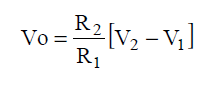 Vo = R₂/R₁ [V₂ − V₁]